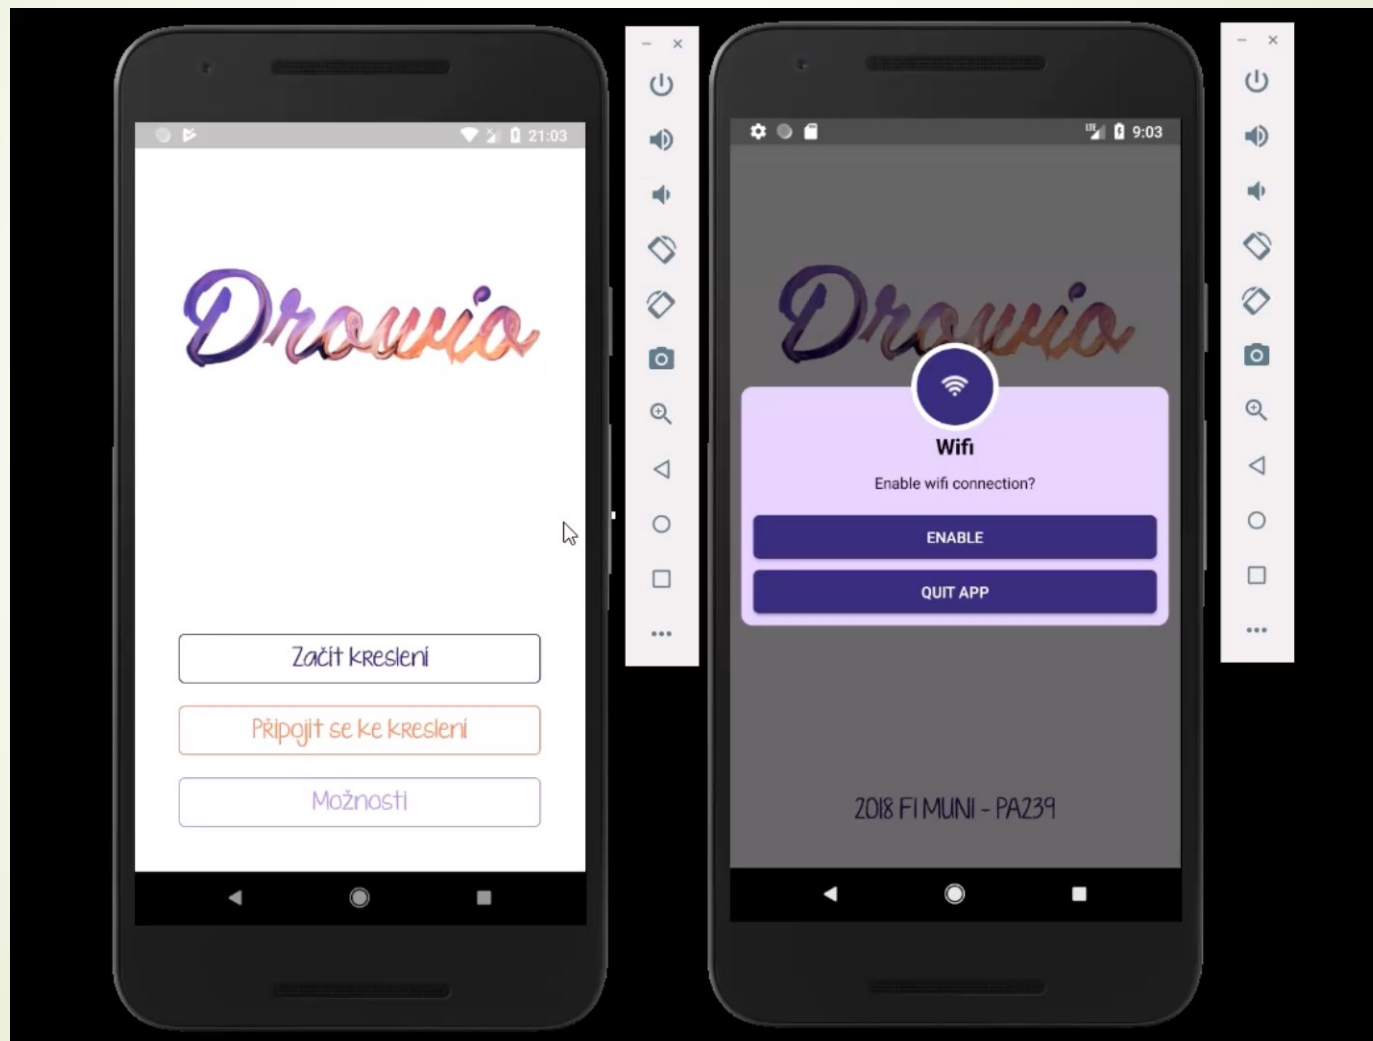 21:03
Drawio
Začít kreslení
Připojit se ke kreslení
Možnosti
LTE 9:03
Drawio
Wifi
Enable wifi connection?
ENABLE
QUIT APP
2018 FI MUNI - PA239